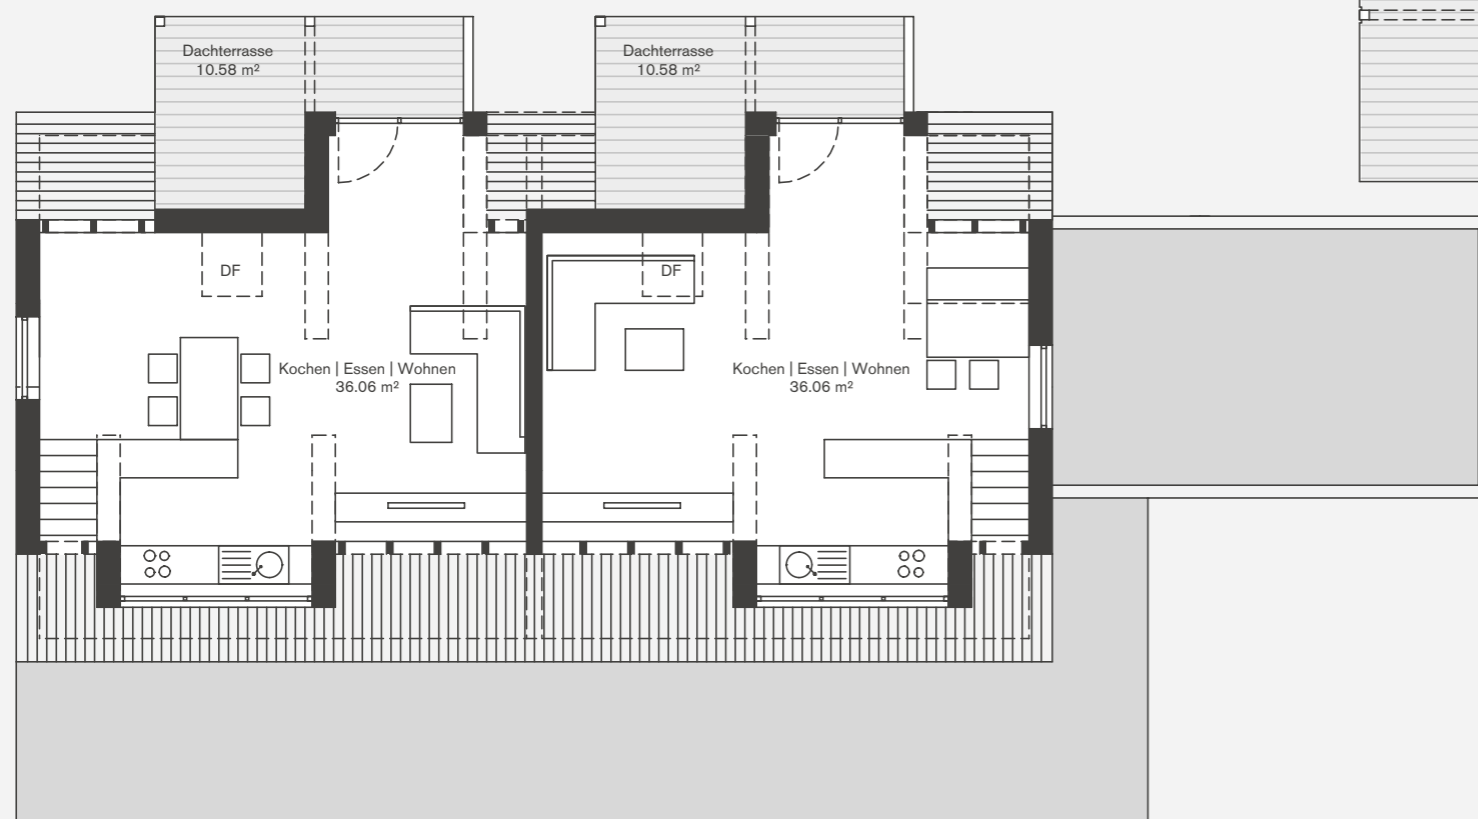 Dachterrasse
10.58 m²
Dachterrasse
10.58 m²
DF
DF
Kochen | Essen | Wohnen
36.06 m²
Kochen | Essen | Wohnen
36.06 m²